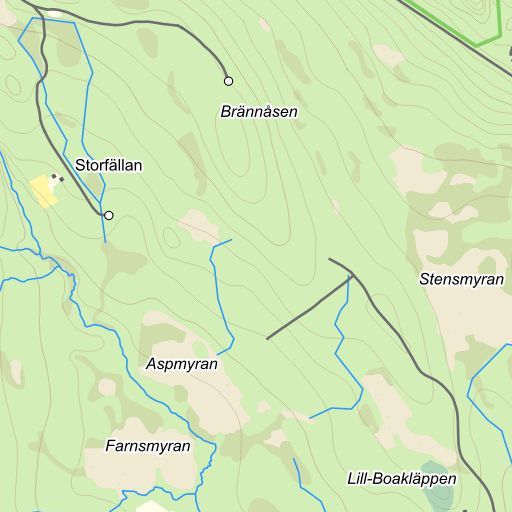 Brännåsen
Storfällan
Stensmyran
Aspmyran
Farnsmyran
Lill-Boakläppen